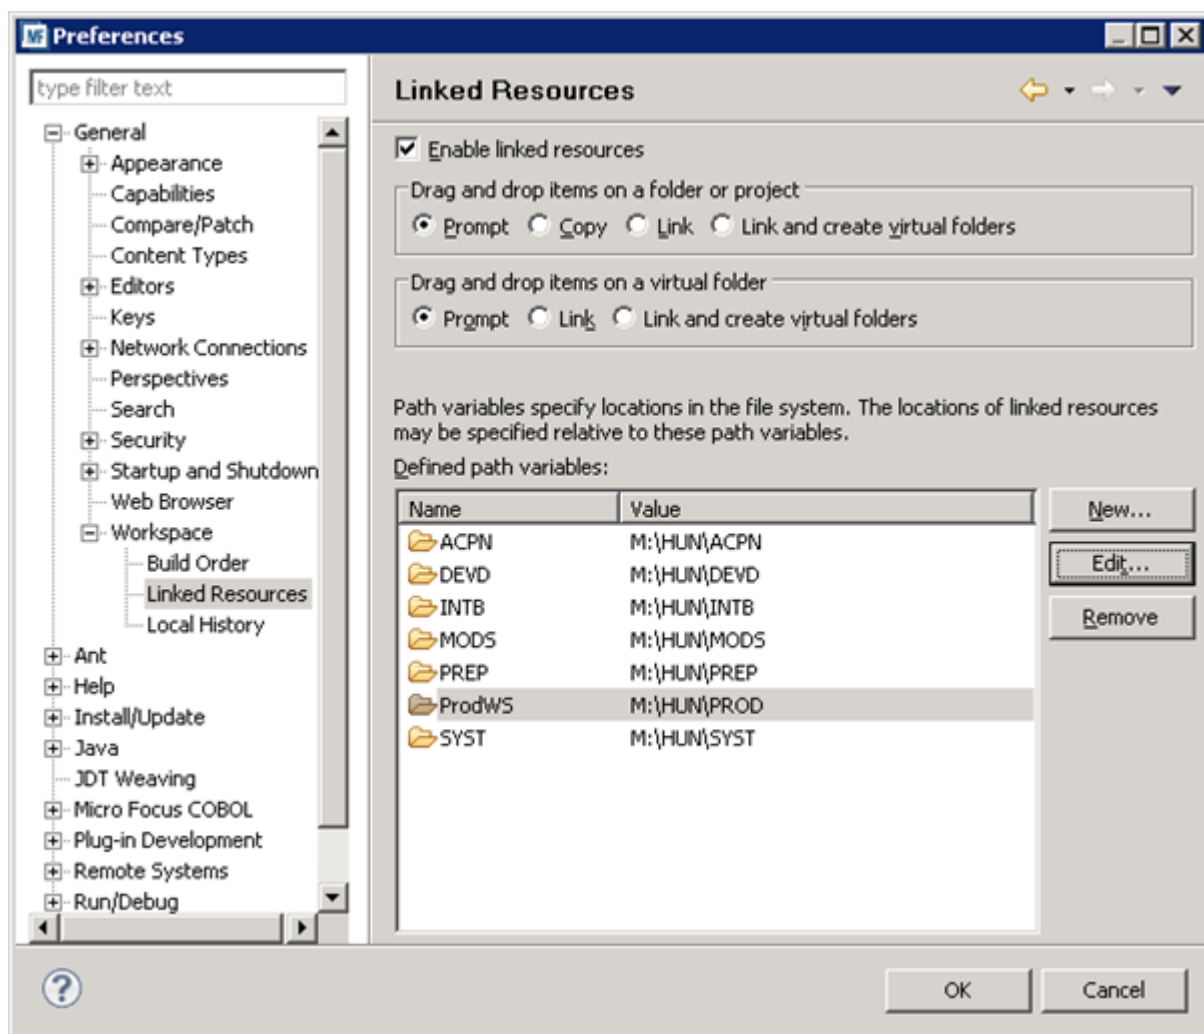 MF Preferences
type filter text
General
Appearance
Capabilities
Compare/Patch
Content Types
Editors
Keys
Network Connections
Perspectives
Search
Security
Startup and Shutdown
Web Browser
Workspace
Build Order
Linked Resources
Local History
Ant
Help
Install/Update
Java
JDT Weaving
Micro Focus COBOL
Plug-in Development
Remote Systems
Run/Debug
Linked Resources
Enable linked resources
Drag and drop items on a folder or project
Prompt Copy Link Link and create virtual folders
Drag and drop items on a virtual folder
Prompt Link Link and create virtual folders
Path variables specify locations in the file system. The locations of linked resources
may be specified relative to these path variables.
Defined path variables:
Name Value
ACPN M:\HUN\ACPN
DEVD M:\HUN\DEVD
INTB M:\HUN\INTB
MODS M:\HUN\MODS
PREP M:\HUN\PREP
ProdWS M:\HUN\PROD
SYST M:\HUN\SYST
New...
Edit...
Remove
?
OK Cancel